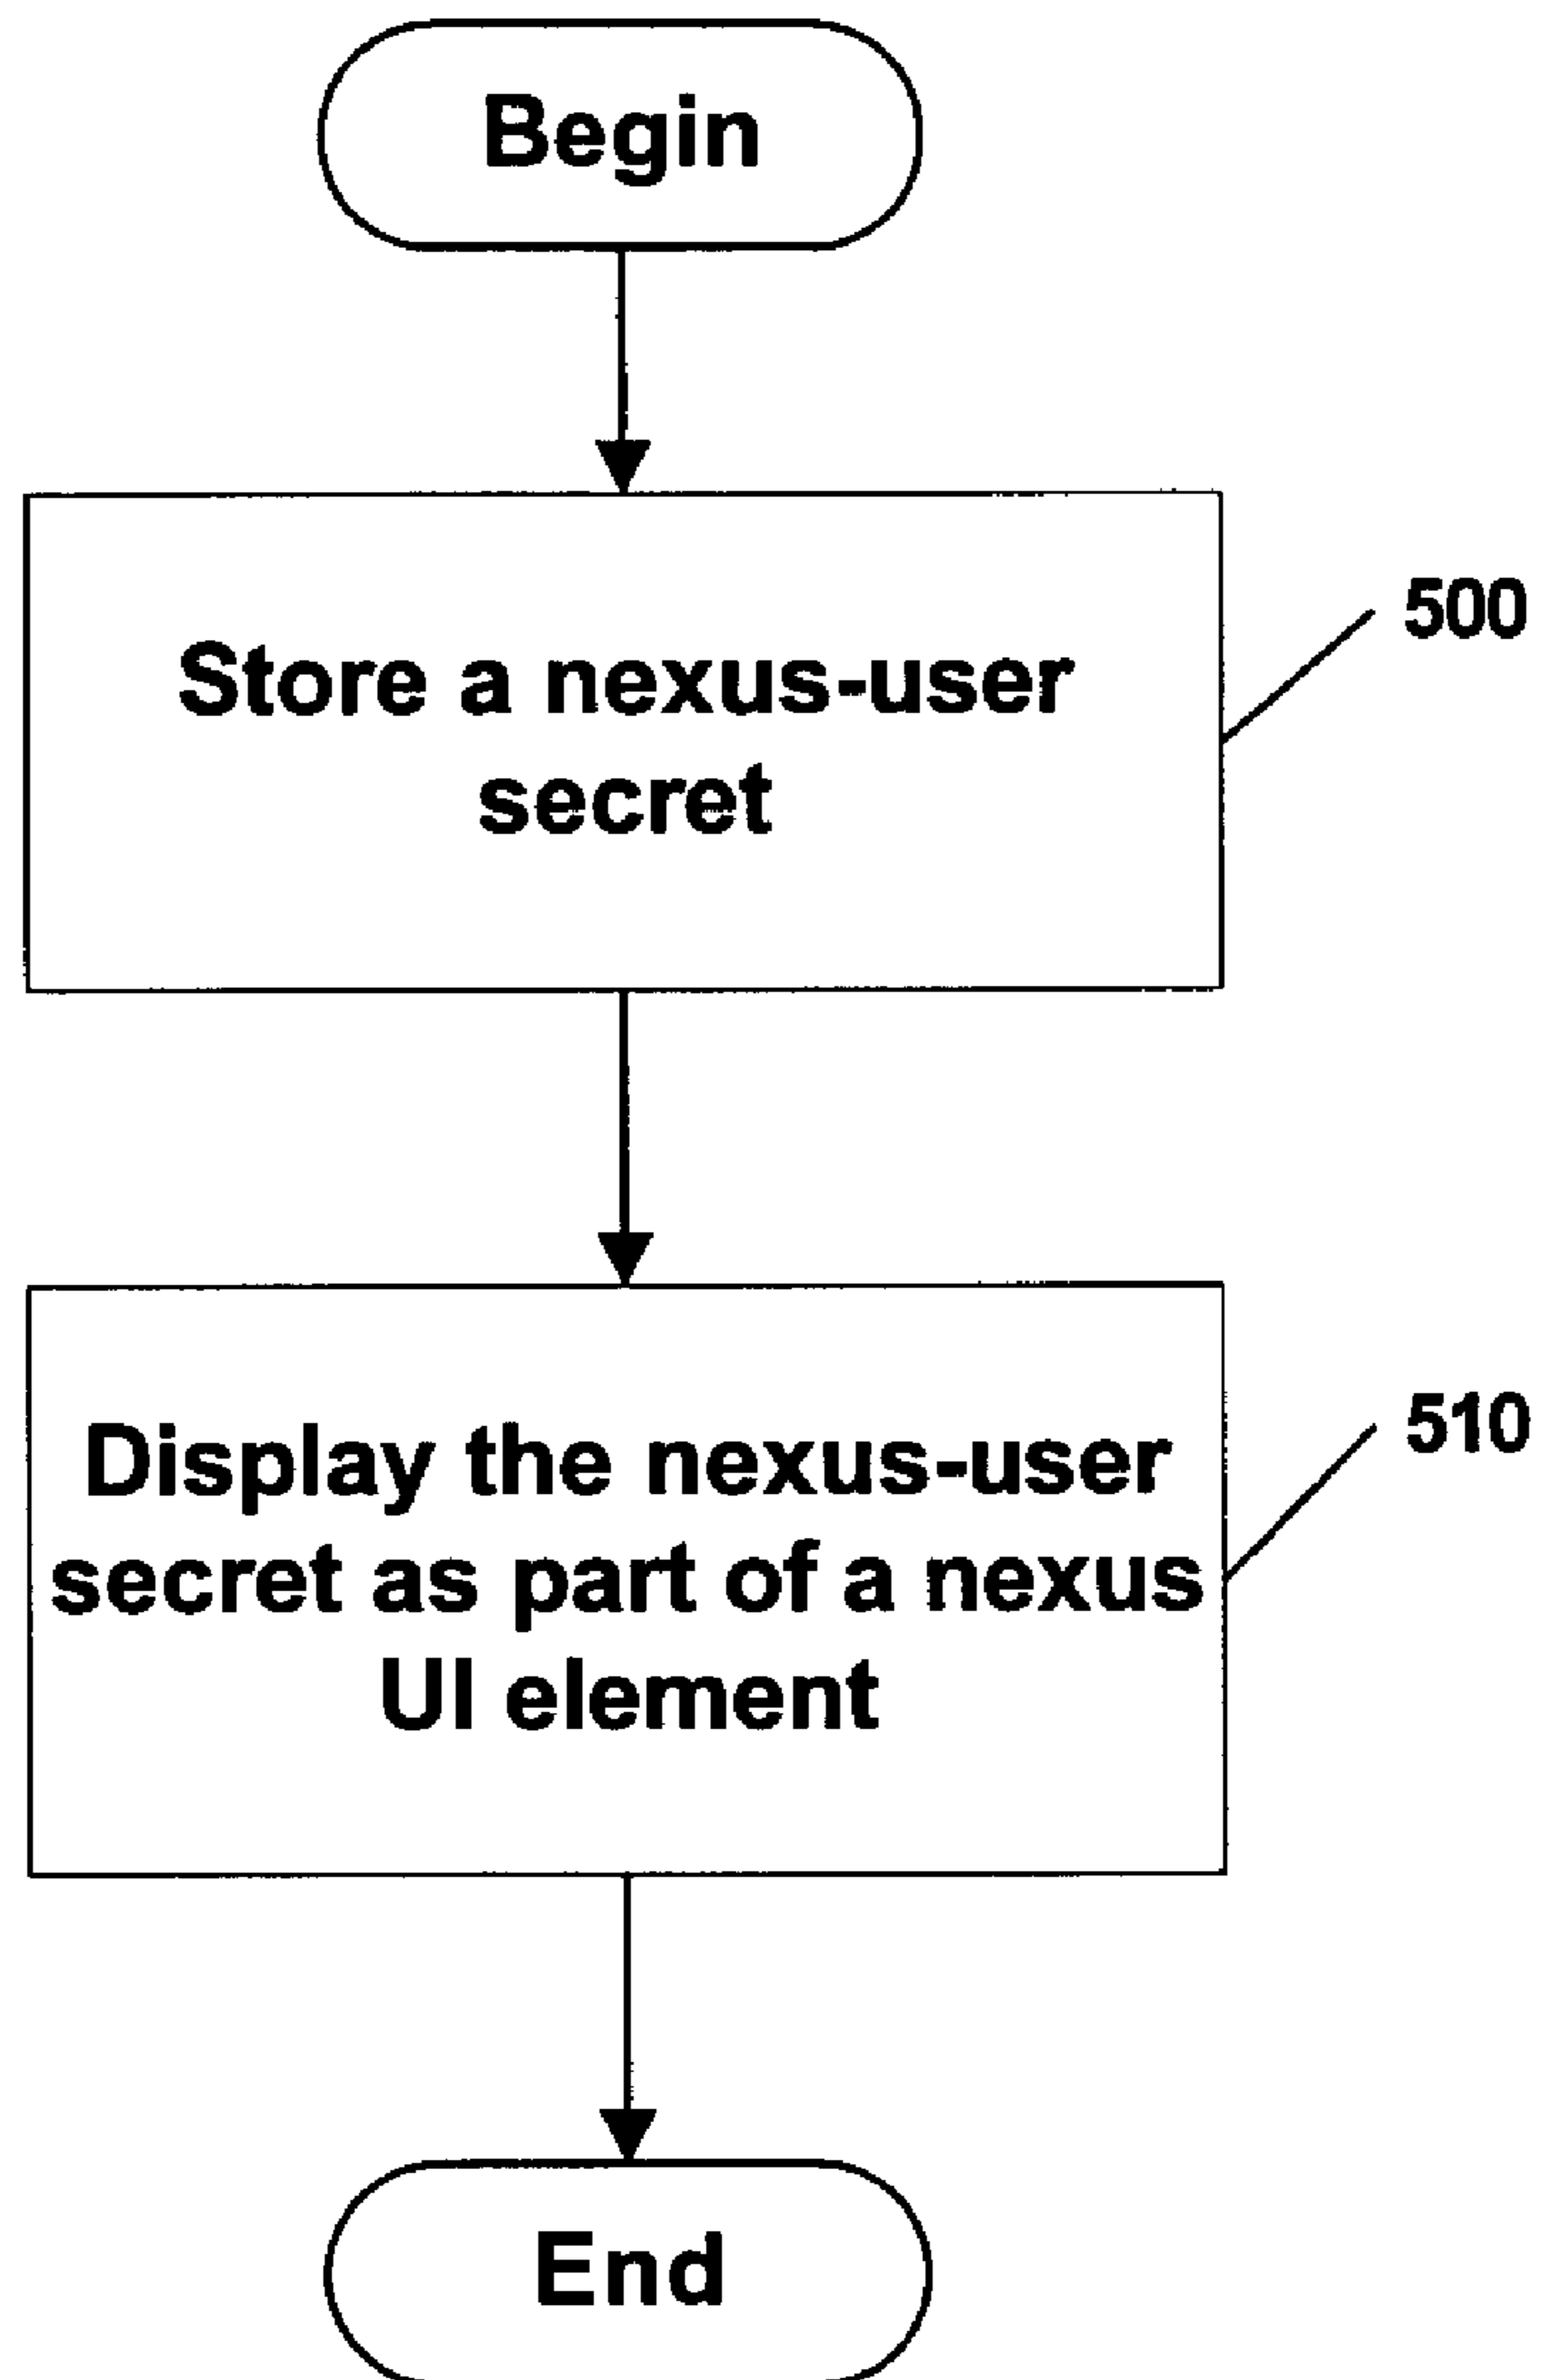 Begin
500
Store a nexus-user
secret
510
Display the nexus-user
secret as part of a nexus
UI element
End